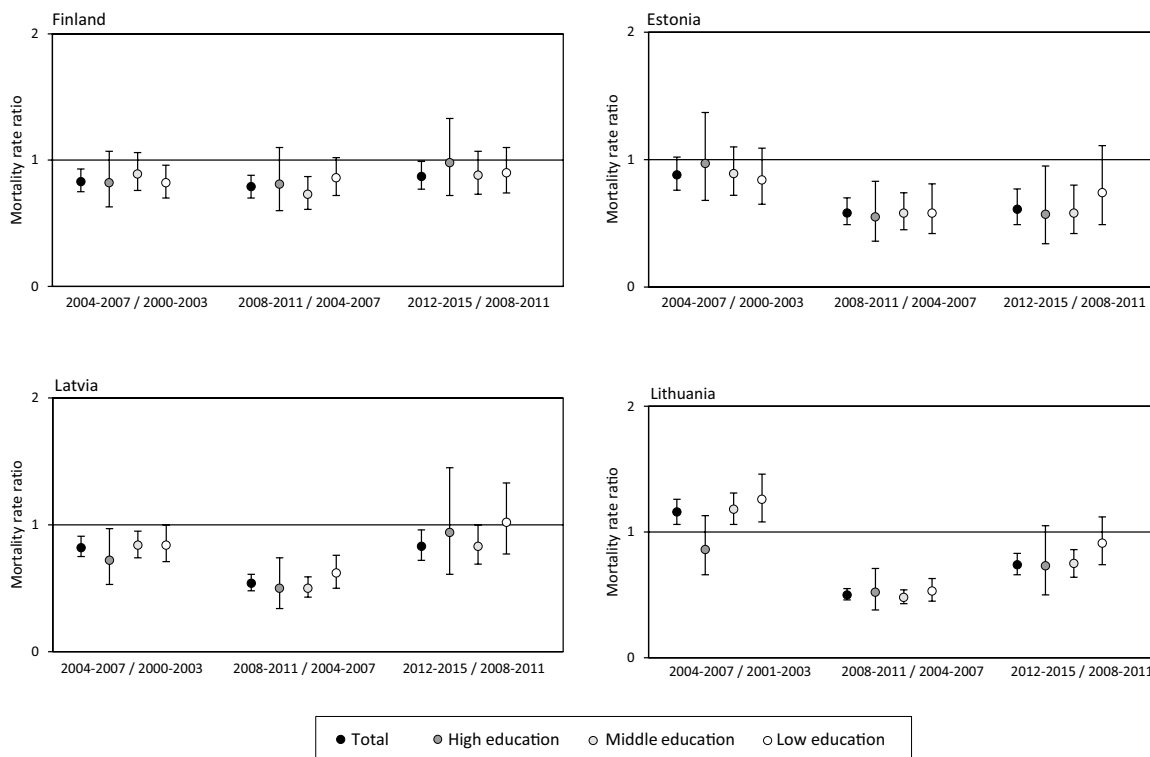 Finland
2
1
0
Mortality rate ratio
2004-2007 / 2000-2003
2008-2011 / 2004-2007
2012-2015 / 2008-2011
Estonia
2
1
0
Mortality rate ratio
2004-2007 / 2000-2003
2008-2011 / 2004-2007
2012-2015 / 2008-2011
Latvia
2
1
0
Mortality rate ratio
2004-2007 / 2000-2003
2008-2011 / 2004-2007
2012-2015 / 2008-2011
Lithuania
2
1
0
Mortality rate ratio
2004-2007 / 2001-2003
2008-2011 / 2004-2007
2012-2015 / 2008-2011
Total High education Middle education Low education